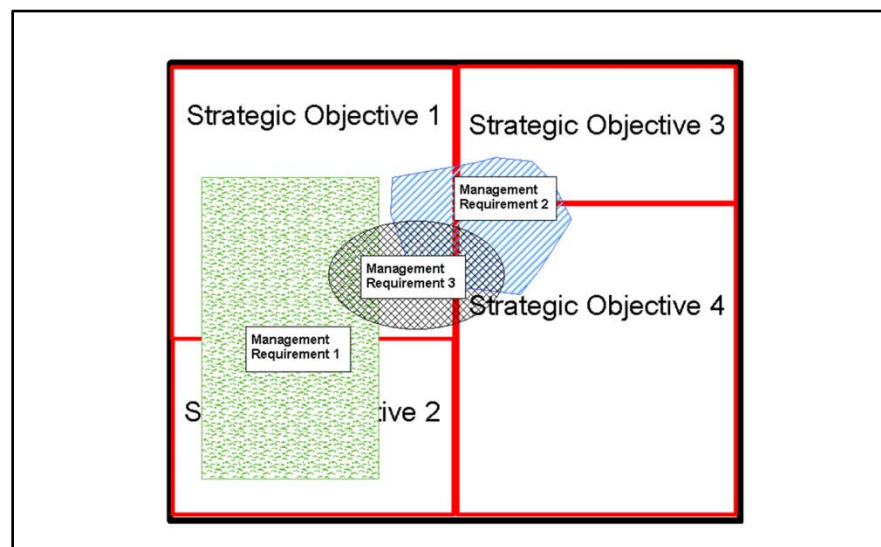 Strategic Objective 1
Strategic Objective 3
Management
Requirement 2
Management
Requirement 3
Strategic Objective 4
Management
Requirement 1
S tive 2